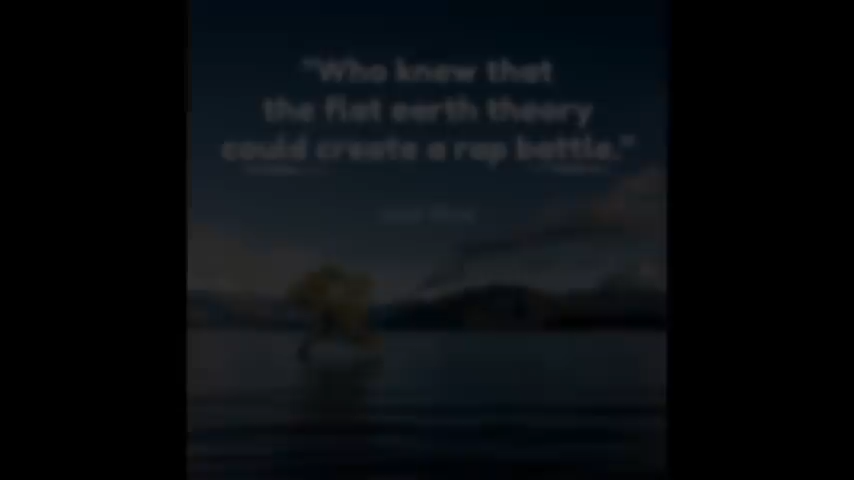 "Who knew that
the flat earth theory
could create a rap battle."